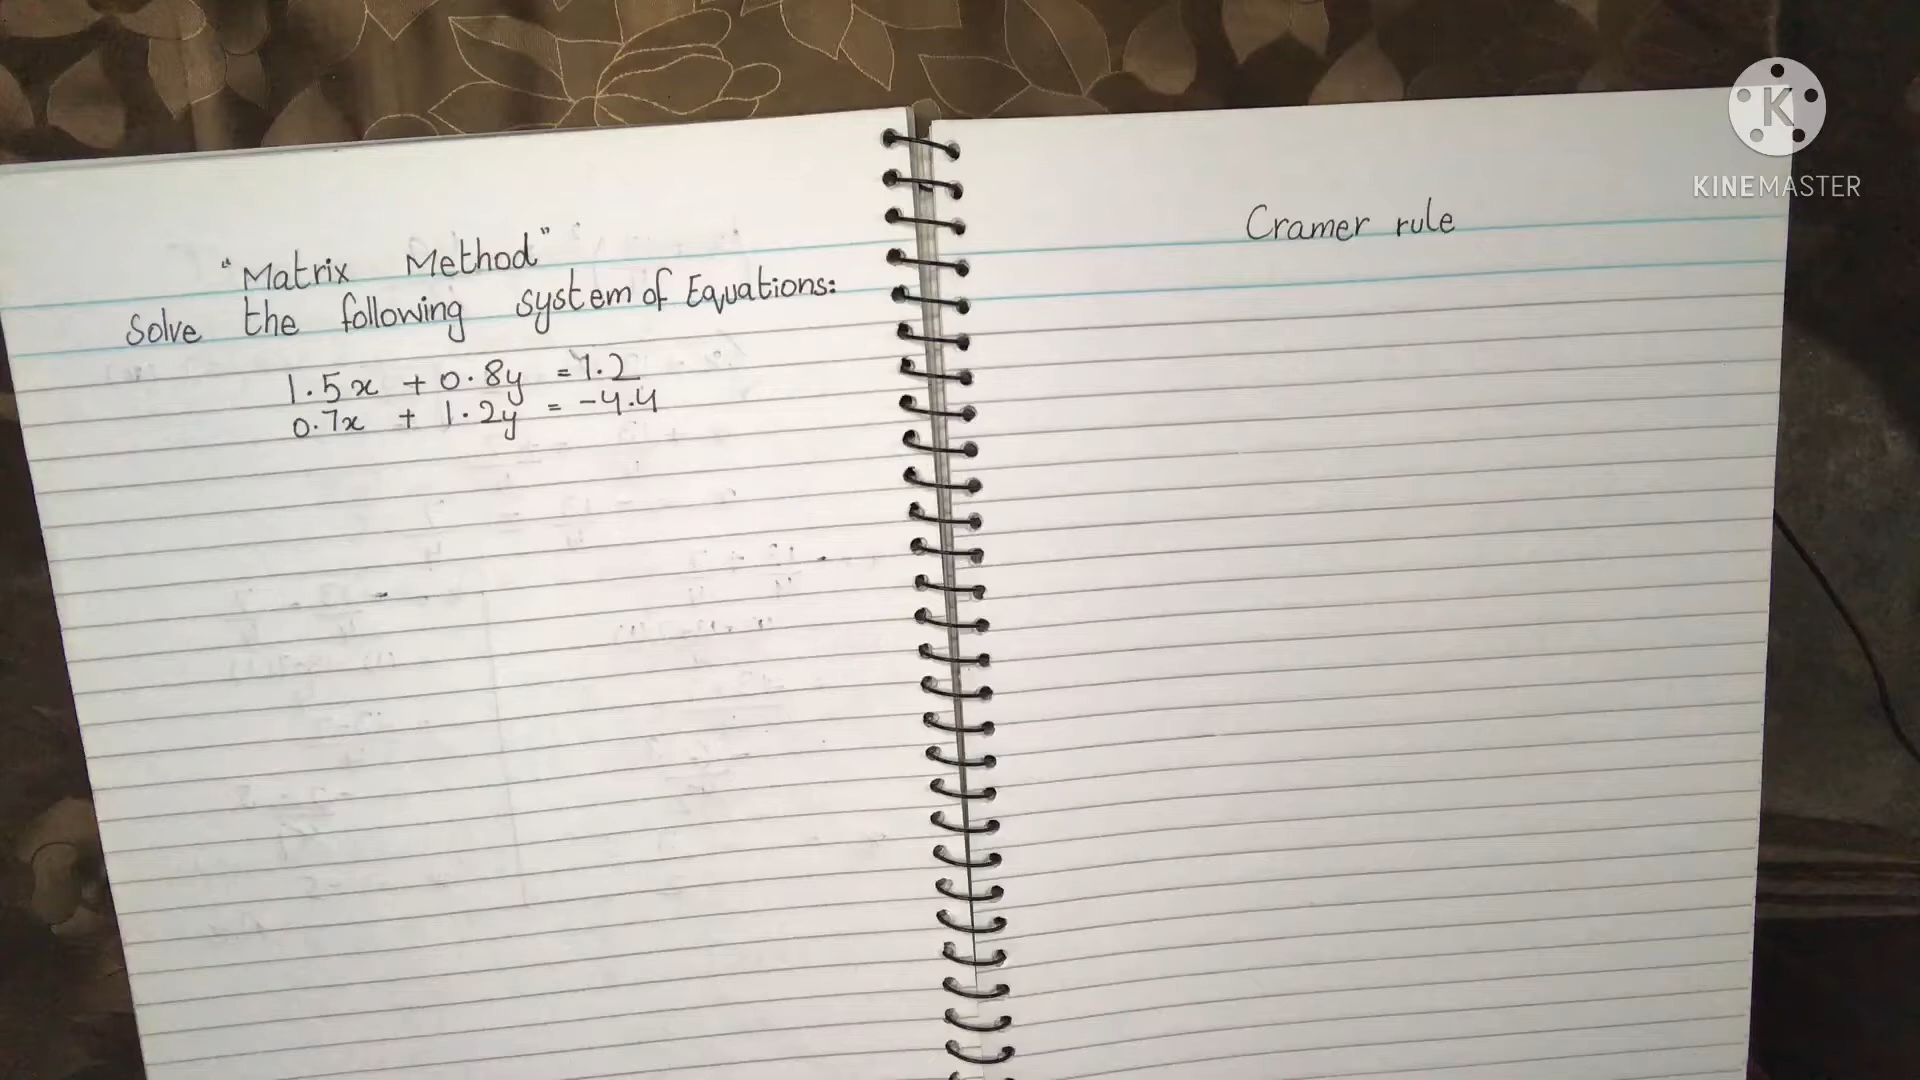 "Matrix Method"
Solve the following system of Equations:
1.5x + 0.8y = 1.2
0.7x + 1.2y = -4.4
Cramer rule
K
KINEMASTER